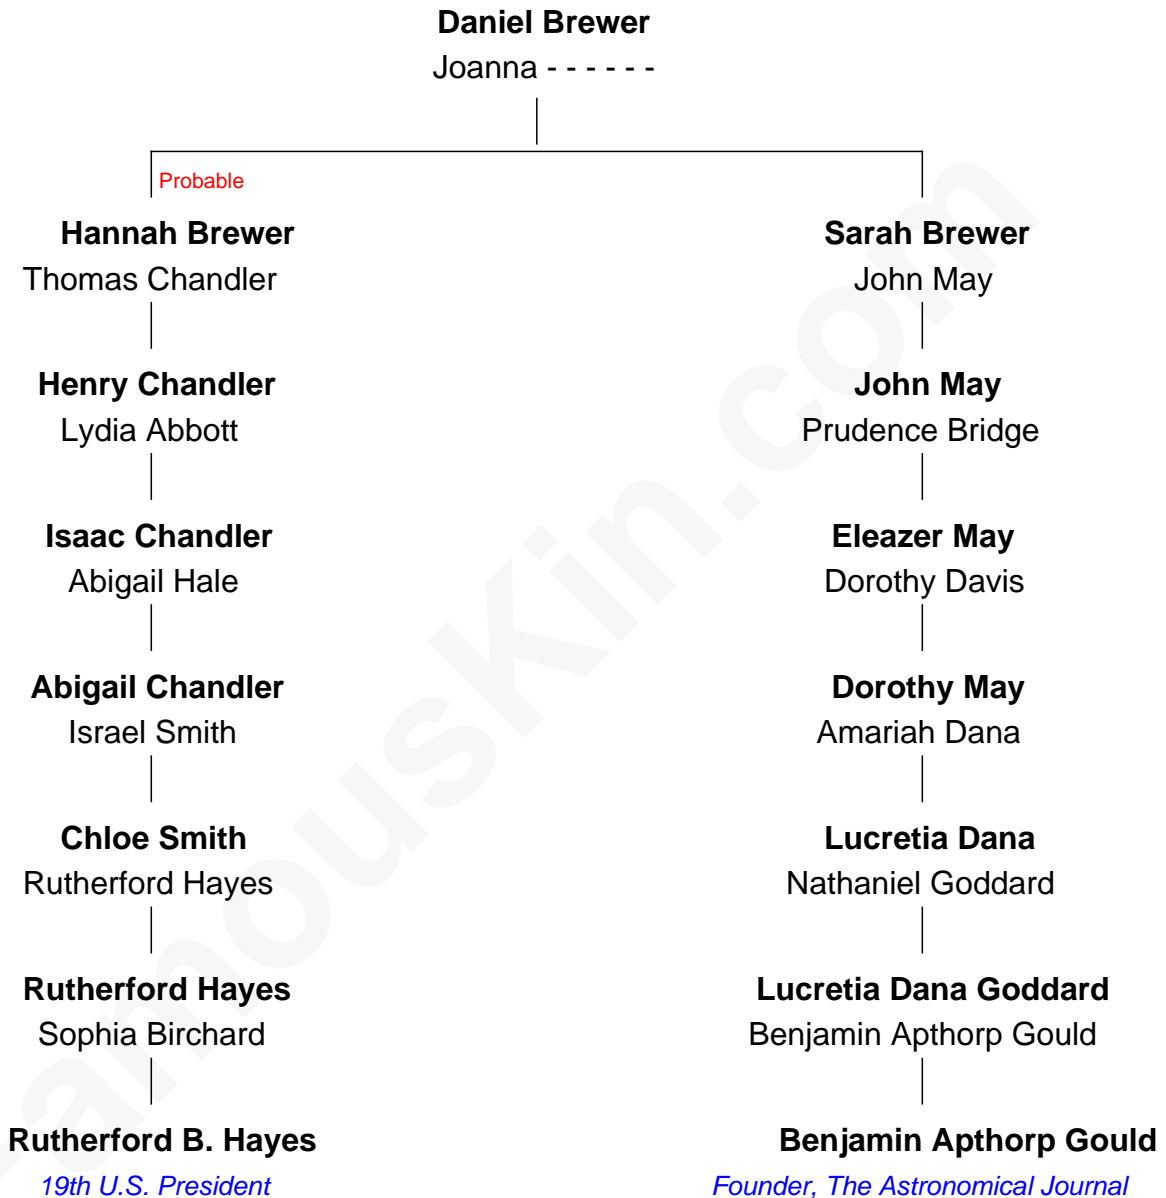 Daniel Brewer
Joanna - - - - - -
Probable
Hannah Brewer
Thomas Chandler
Sarah Brewer
John May
Henry Chandler
Lydia Abbott
John May
Prudence Bridge
Isaac Chandler
Abigail Hale
Eleazer May
Dorothy Davis
Abigail Chandler
Israel Smith
Dorothy May
Amariah Dana
Chloe Smith
Rutherford Hayes
Lucretia Dana
Nathaniel Goddard
Rutherford Hayes
Sophia Birchard
Lucretia Dana Goddard
Benjamin Apthorp Gould
Rutherford B. Hayes
19th U.S. President
Benjamin Apthorp Gould
Founder, The Astronomical Journal
FamousKin.com